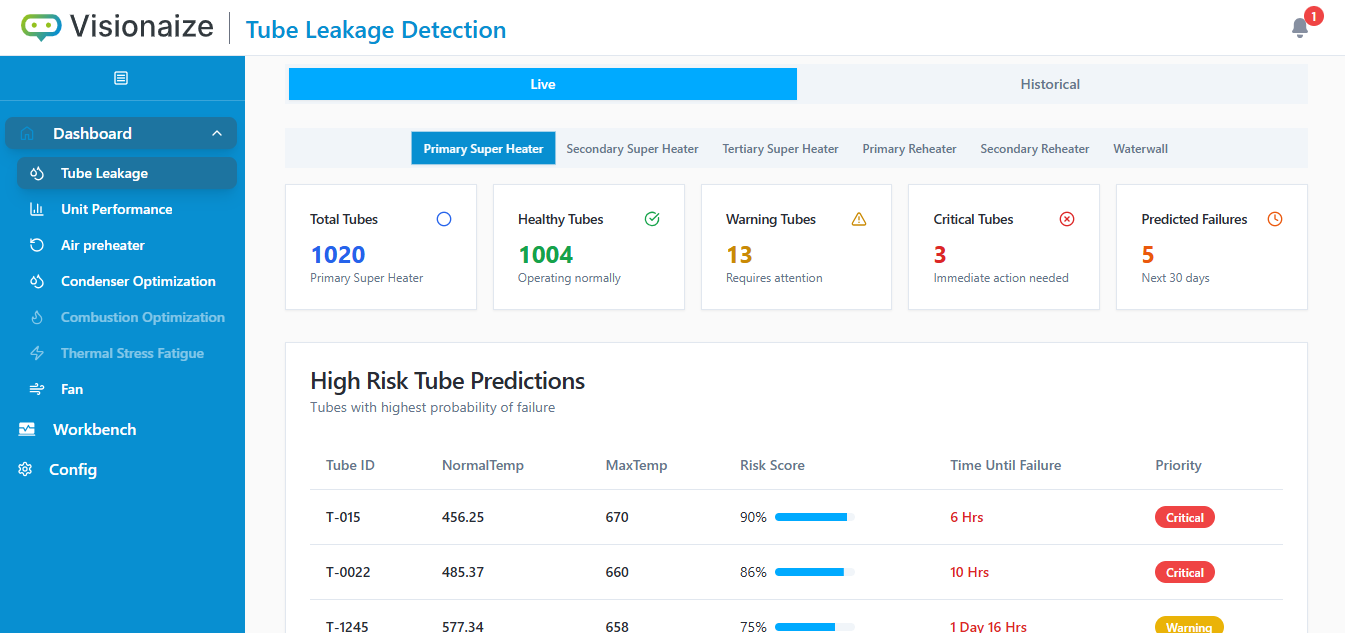 Visionaize
Tube Leakage Detection
1
Live
Historical
Dashboard
Tube Leakage
Unit Performance
Air preheater
Condenser Optimization
Combustion Optimization
Thermal Stress Fatigue
Fan
Workbench
Config
Primary Super Heater
Secondary Super Heater
Tertiary Super Heater
Primary Reheater
Secondary Reheater
Waterwall
Total Tubes
1020
Primary Super Heater
Healthy Tubes
1004
Operating normally
Warning Tubes
13
Requires attention
Critical Tubes
3
Immediate action needed
Predicted Failures
5
Next 30 days
High Risk Tube Predictions
Tubes with highest probability of failure
Tube ID NormalTemp MaxTemp Risk Score Time Until Failure Priority
T-015 456.25 670 90% 6 Hrs Critical
T-0022 485.37 660 86% 10 Hrs Critical
T-1245 577.34 658 75% 1 Day 16 Hrs Warning